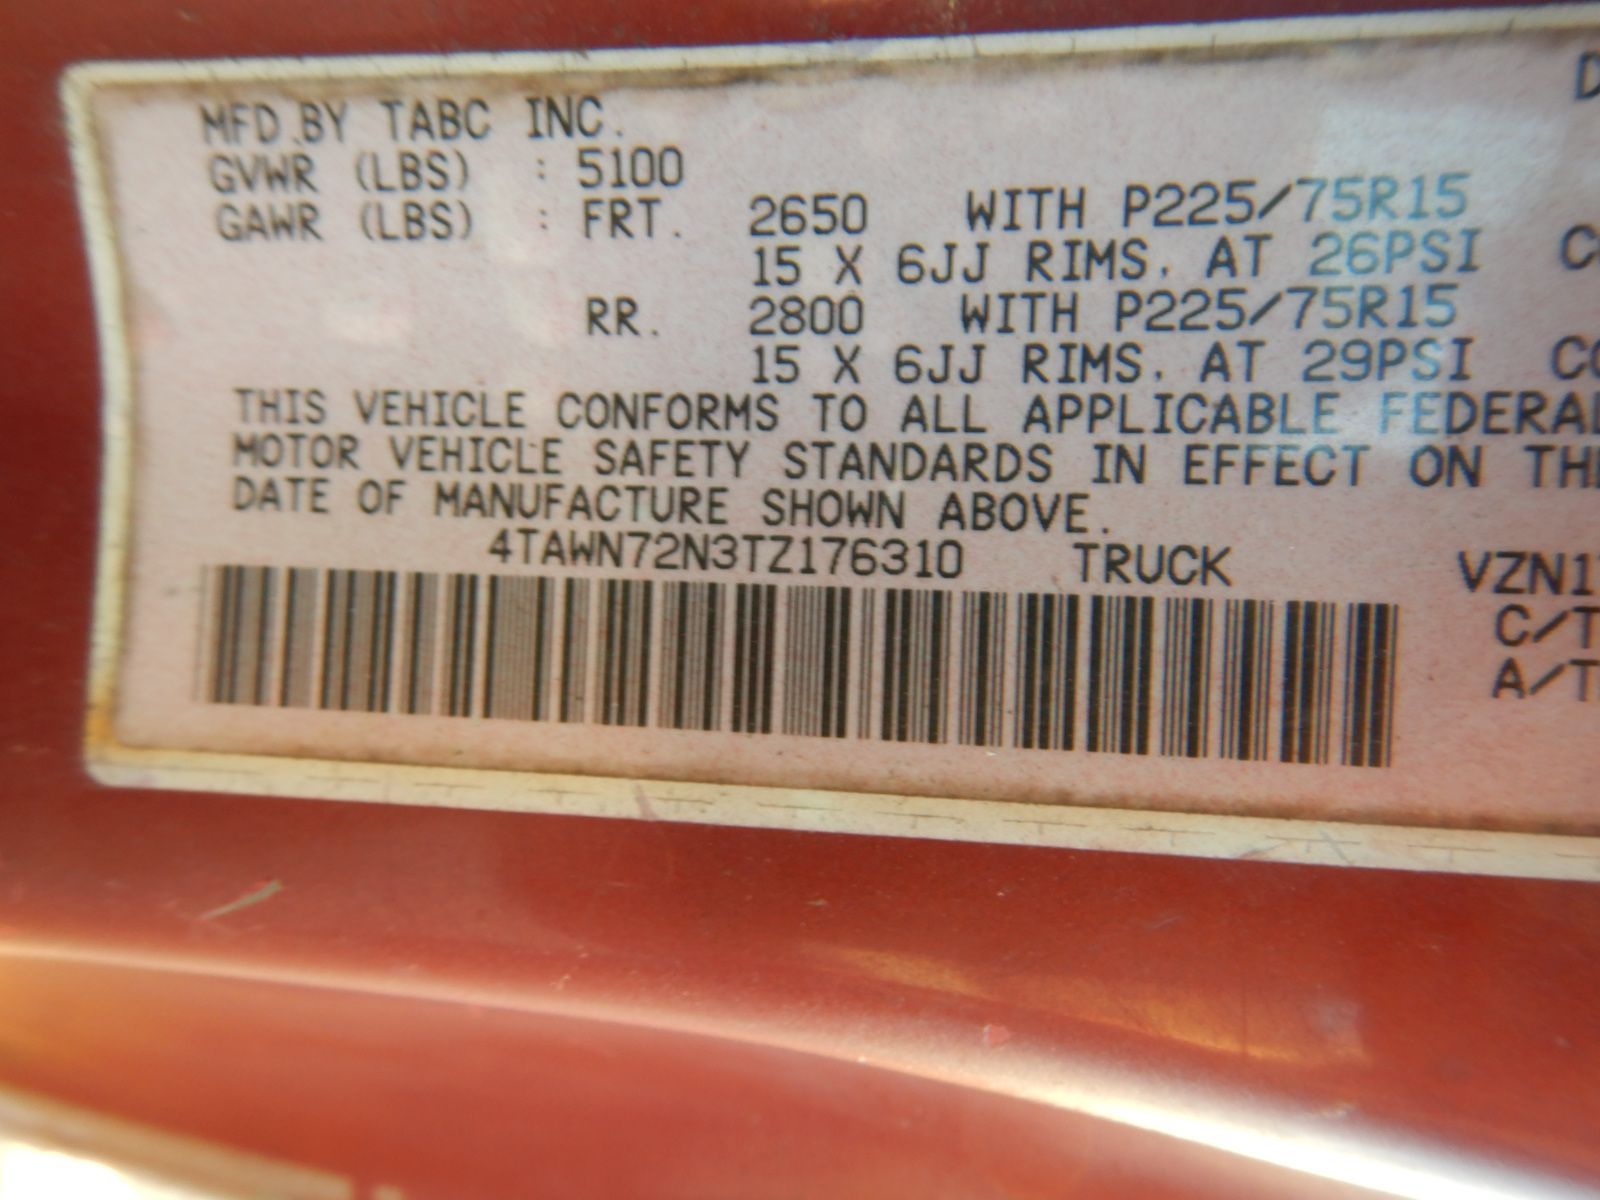 MFD.BY TABC INC.
GVWR (LBS) : 5100
GAWR (LBS) : FRT. 2650 WITH P225/75R15
15 X 6JJ RIMS. AT 26PSI
RR. 2800 WITH P225/75R15
15 X 6JJ RIMS. AT 29PSI
THIS VEHICLE CONFORMS TO ALL APPLICABLE FEDERAL
MOTOR VEHICLE SAFETY STANDARDS IN EFFECT ON
DATE OF MANUFACTURE SHOWN ABOVE.
4TAWN72N3TZ176310 TRUCK
C/T
A/T